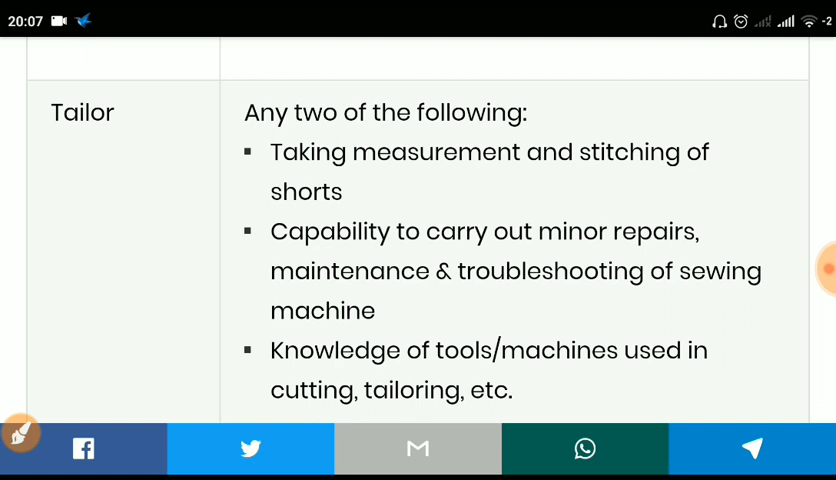 20:07
-2
Tailor
Any two of the following:
▪ Taking measurement and stitching of
shorts
▪ Capability to carry out minor repairs,
maintenance & troubleshooting of sewing
machine
▪ Knowledge of tools/machines used in
cutting, tailoring, etc.